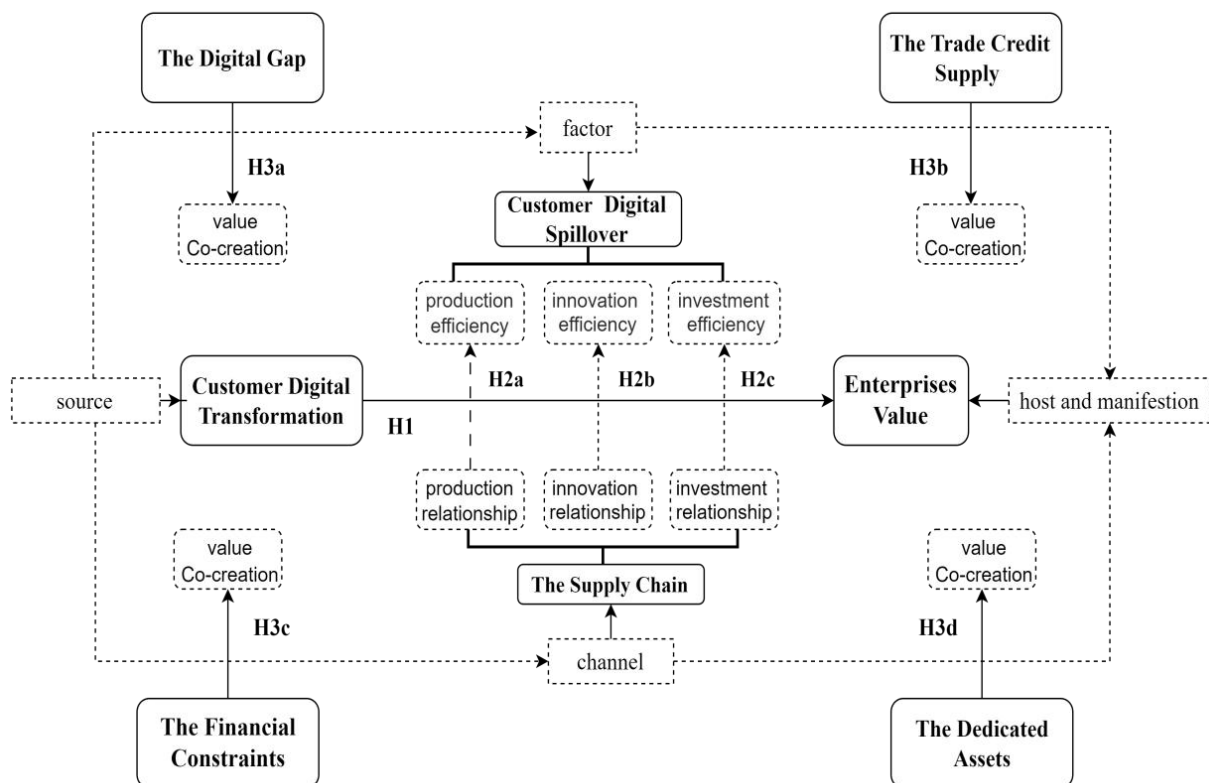 The Digital Gap
The Trade Credit
Supply
factor
H3a
H3b
value
Co-creation
Customer Digital
Spillover
value
Co-creation
production
efficiency
innovation
efficiency
investment
efficiency
H2a
H2b
H2c
source
Customer Digital
Transformation
H1
Enterprises
Value
host and manifestion
production
relationship
innovation
relationship
investment
relationship
value
Co-creation
The Supply Chain
value
Co-creation
H3c
channel
H3d
The Financial
Constraints
The Dedicated
Assets